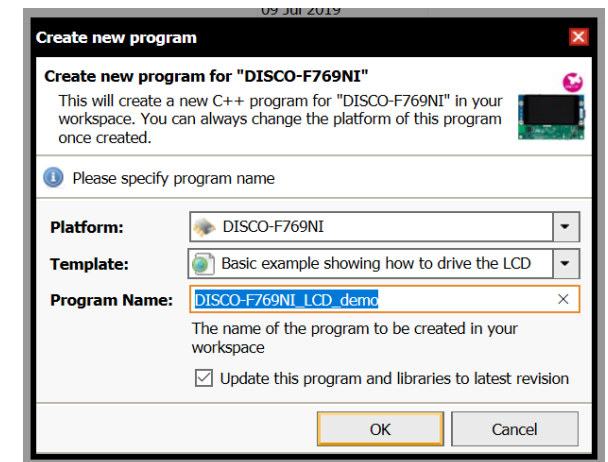 09 Jul 2019
Create new program
Create new program for "DISCO-F769NI"
This will create a new C++ program for "DISCO-F769NI" in your
workspace. You can always change the platform of this program
once created.
Please specify program name
Platform: DISCO-F769NI
Template: Basic example showing how to drive the LCD
Program Name: DISCO-F769NI_LCD_demo
The name of the program to be created in your
workspace
Update this program and libraries to latest revision
OK Cancel